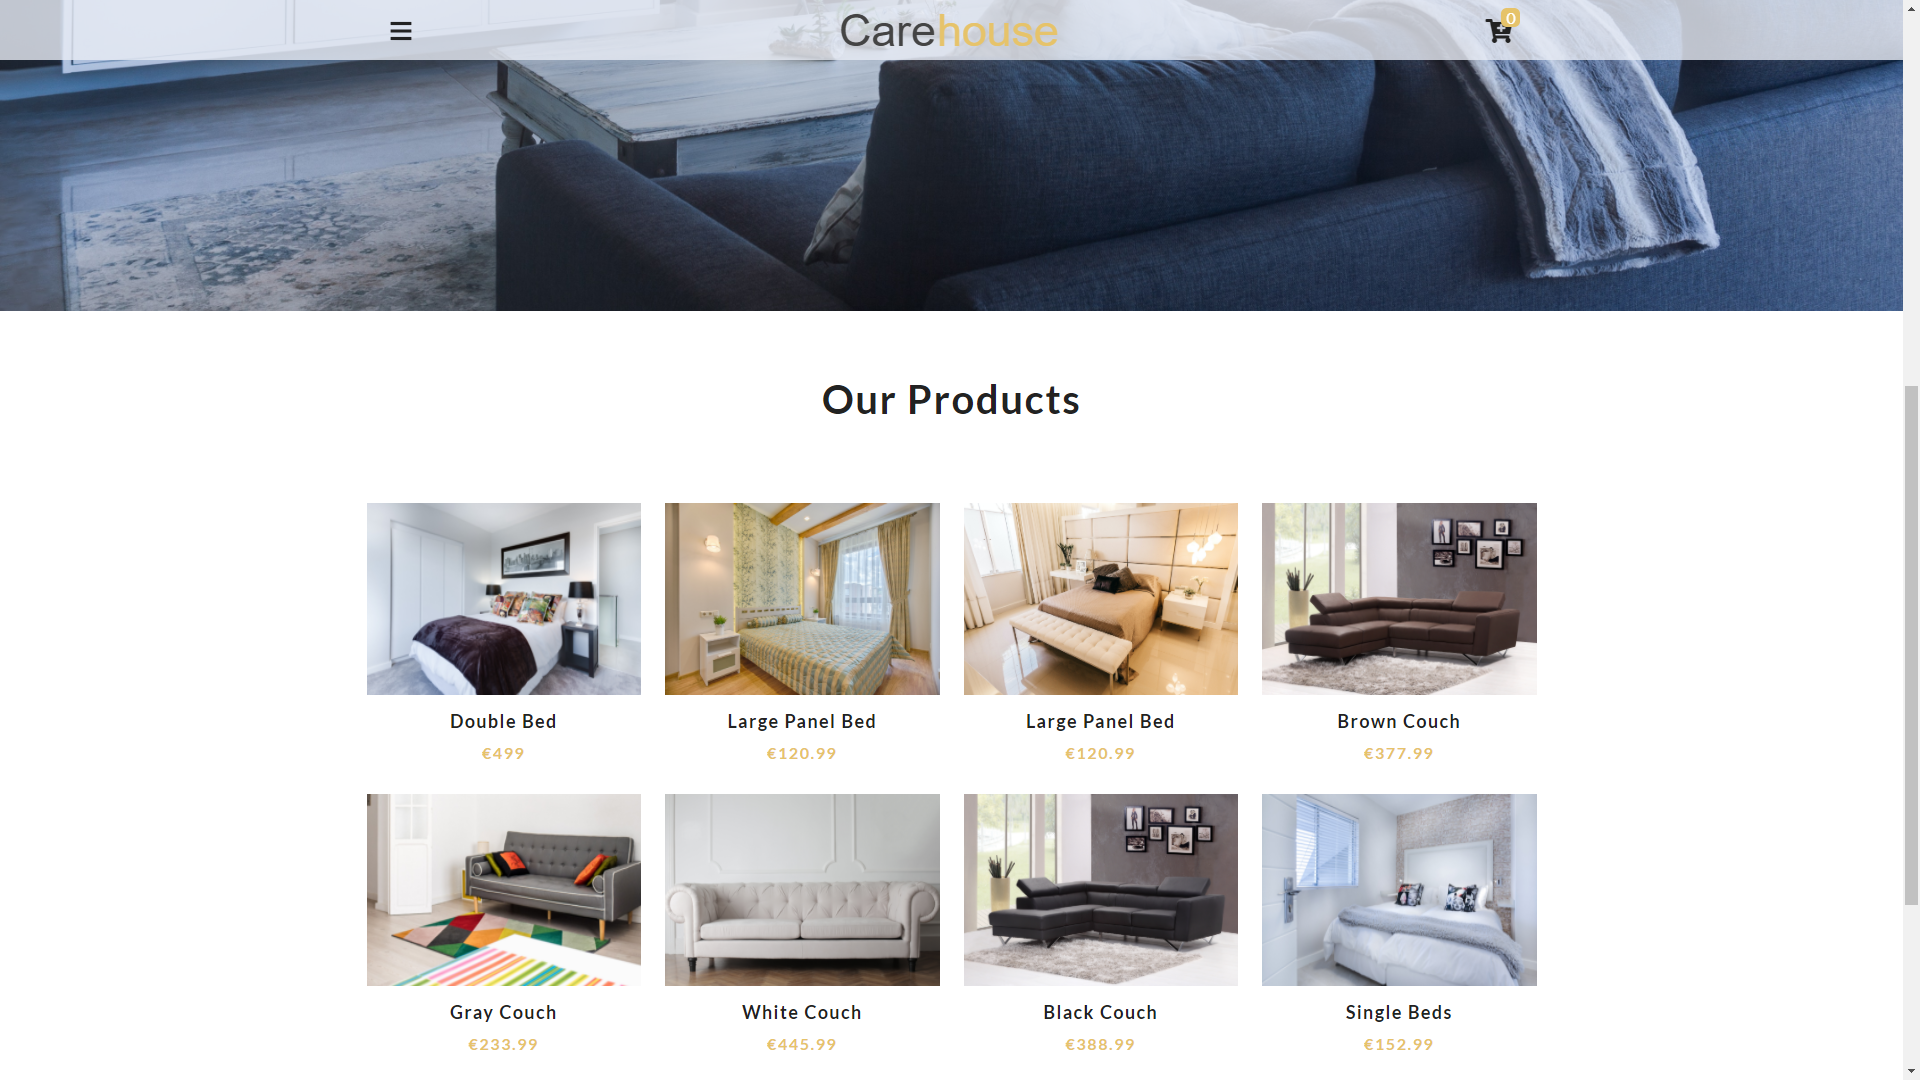 Carehouse
0
Our Products
Double Bed
€499
Large Panel Bed
€120.99
Large Panel Bed
€120.99
Brown Couch
€377.99
Gray Couch
€233.99
White Couch
€445.99
Black Couch
€388.99
Single Beds
€152.99